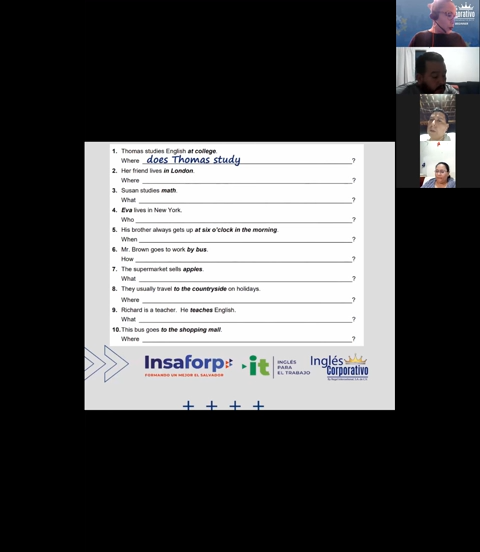 1. Thomas studies English at college.
Where does Thomas study ?
2. Her friend lives in London.
Where ?
3. Susan studies math.
What ?
4. Eva lives in New York.
Who ?
5. His brother always gets up at six o'clock in the morning.
When ?
6. Mr. Brown goes to work by bus.
How ?
7. The supermarket sells apples.
What ?
8. They usually travel to the countryside on holidays.
Where ?
9. Richard is a teacher. He teaches English.
What ?
10. This bus goes to the shopping mall.
Where ?
Insaforp
FORMANDO UN MEJOR EL SALVADOR
it
INGLÉS
PARA
EL TRABAJO
Inglés
Corporativo